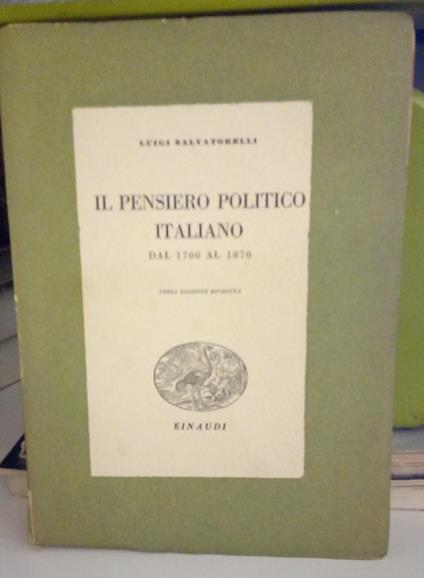 LUIGI SALVATORELLI
IL PENSIERO POLITICO
ITALIANO
DAL 1700 AL 1870
TERZA EDIZIONE RIVEDUTA
EINAUDI